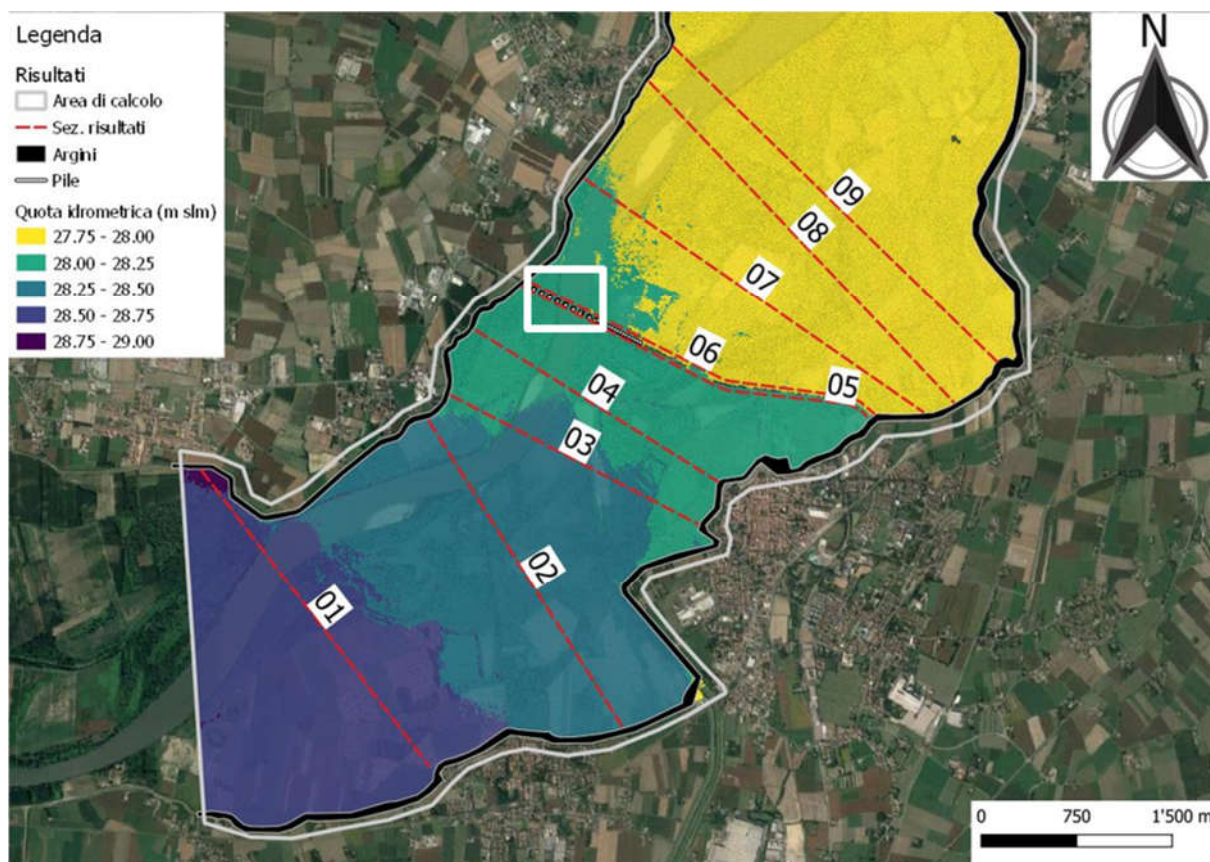 Legenda
Risultati
Area di calcolo
Sez. risultati
Argini
Pile
Quota idrometrica (m slm)
27.75 - 28.00
28.00 - 28.25
28.25 - 28.50
28.50 - 28.75
28.75 - 29.00
N
09
08
07
06
05
04
03
02
01
0 750 1'500 m